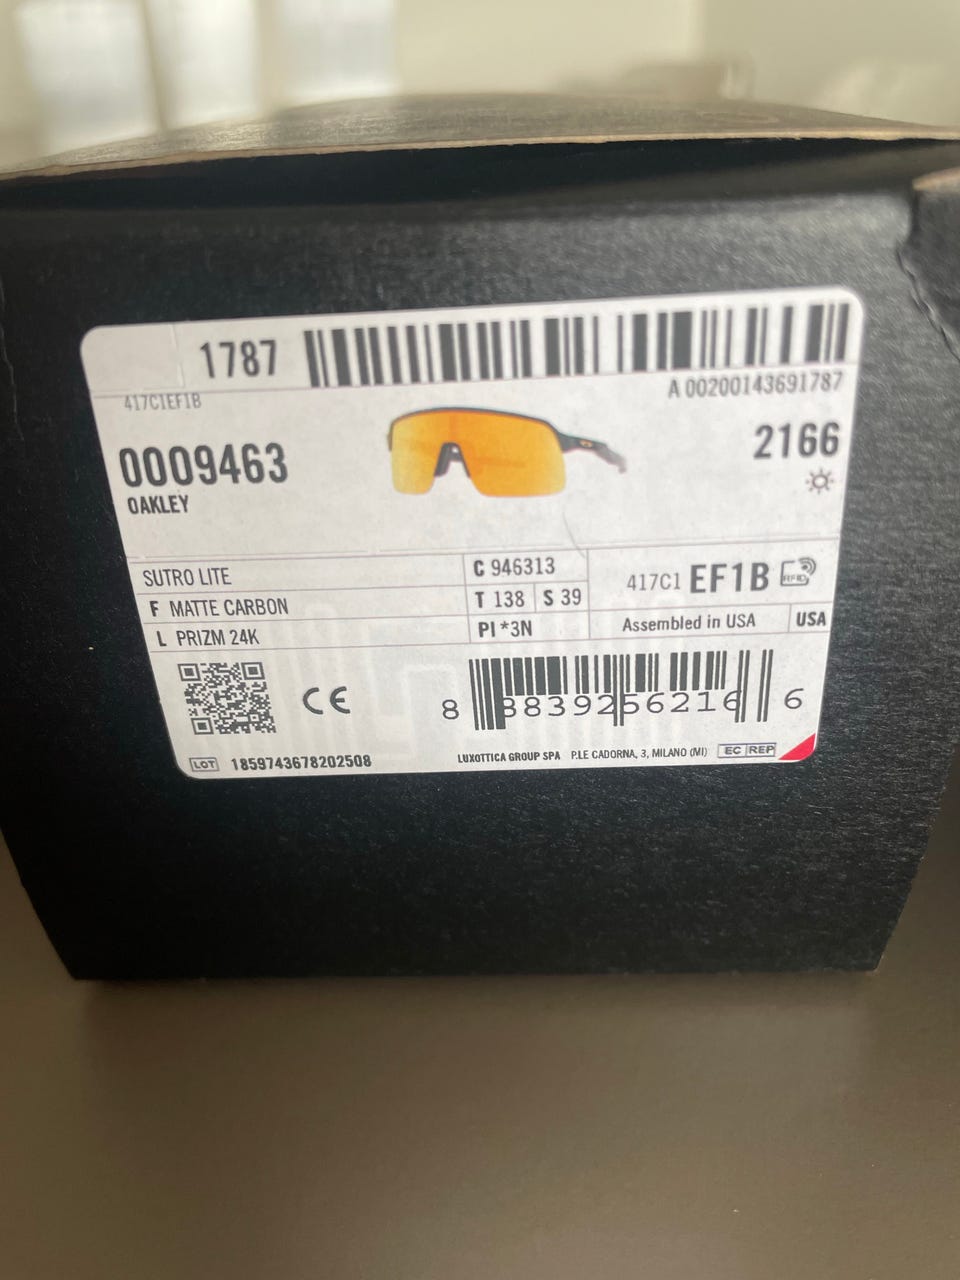 1787
A 00200143691787
417C1EF1B
0009463
OAKLEY
2166
SUTRO LITE
F MATTE CARBON
L PRIZM 24K
C 946313
T 138 S 39
PI *3N
417C1 EF1B RFID
Assembled in USA USA
CE
8 88392 56216 6
LOT 1859743678202508
LUXOTTICA GROUP SPA P.LE CADORNA, 3, MILANO (MI) EC REP